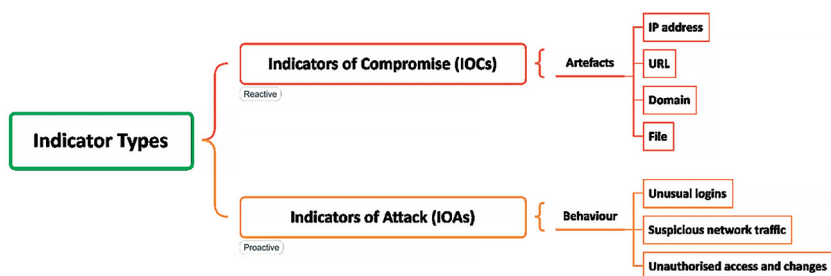 Indicator Types
Indicators of Compromise (IOCs)
Reactive
Artefacts
IP address
URL
Domain
File
Indicators of Attack (IOAs)
Proactive
Behaviour
Unusual logins
Suspicious network traffic
Unauthorised access and changes